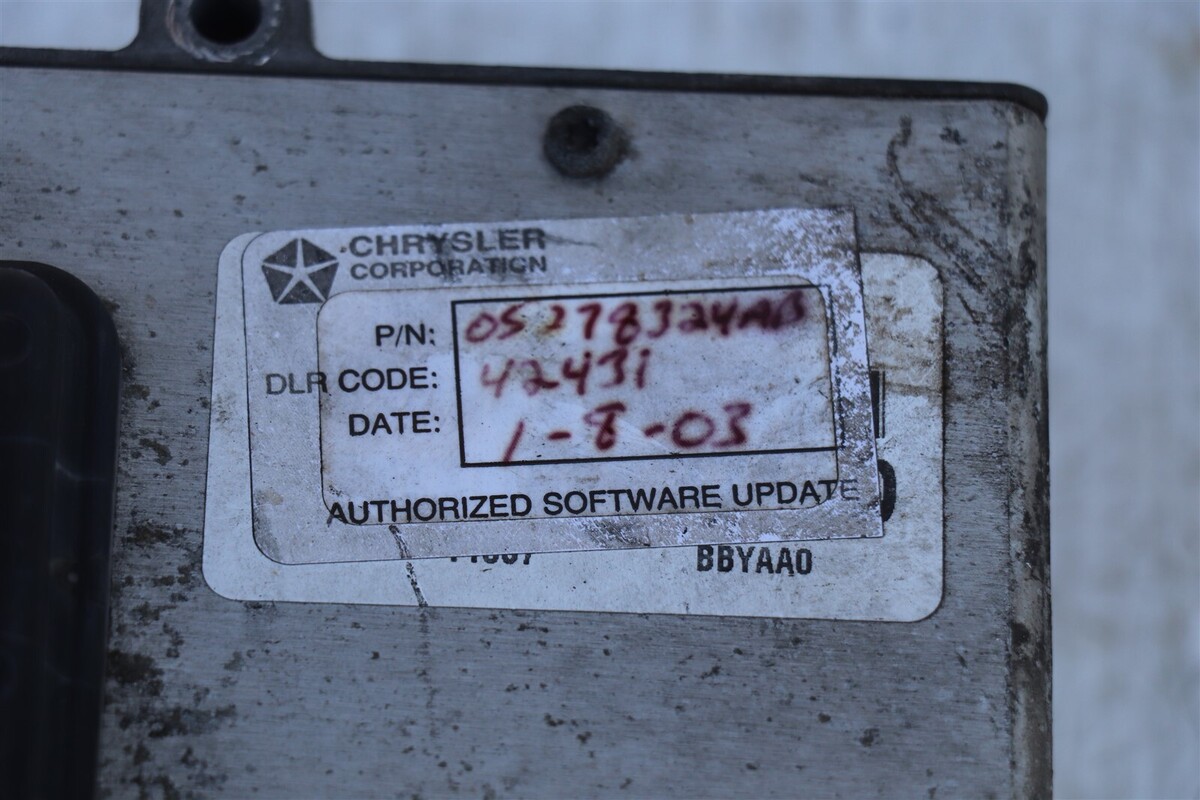 CHRYSLER
CORPORATION
P/N: 05278324AB
DLR CODE: 42431
DATE: 1-8-03
AUTHORIZED SOFTWARE UPDATE
BBYAA0